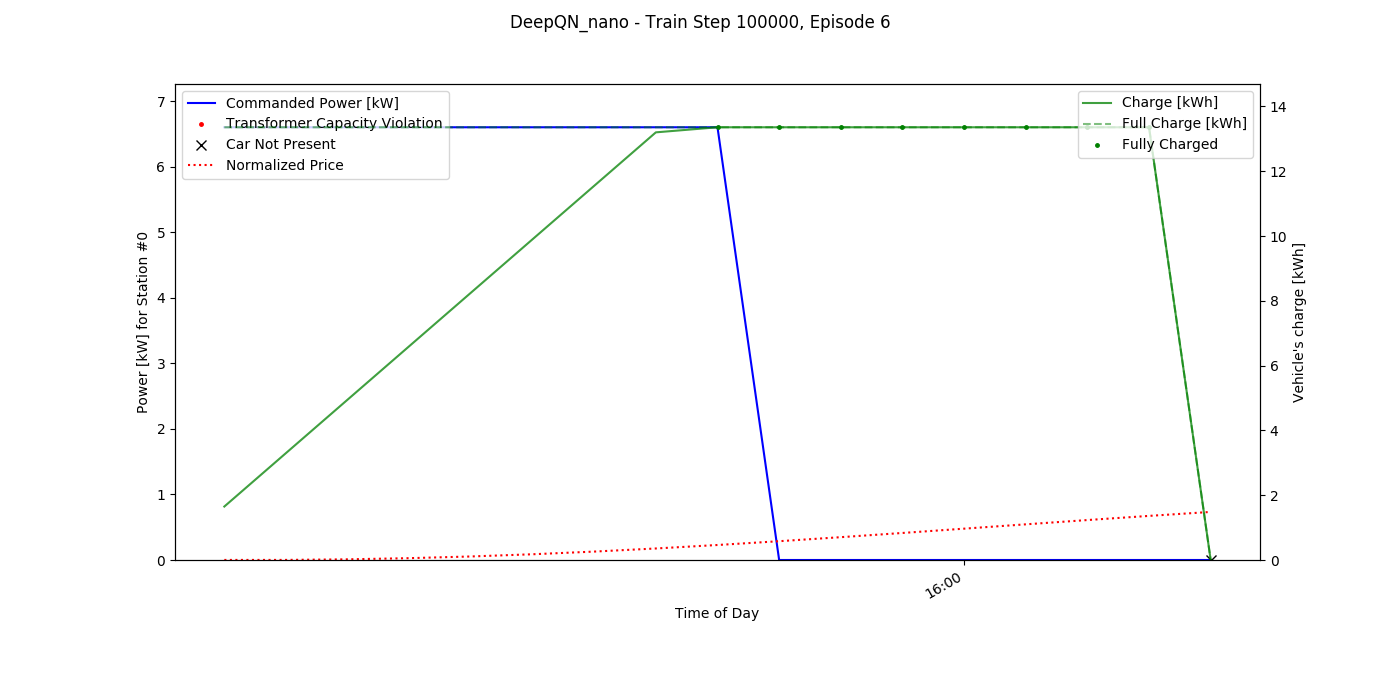 DeepQN_nano - Train Step 100000, Episode 6
Commanded Power [kW]
Transformer Capacity Violation
Car Not Present
Normalized Price
Charge [kWh]
Full Charge [kWh]
Fully Charged
Power [kW] for Station #0
7
6
5
4
3
2
1
0
14
12
10
8
6
4
2
0
Vehicle's charge [kWh]
16:00
Time of Day